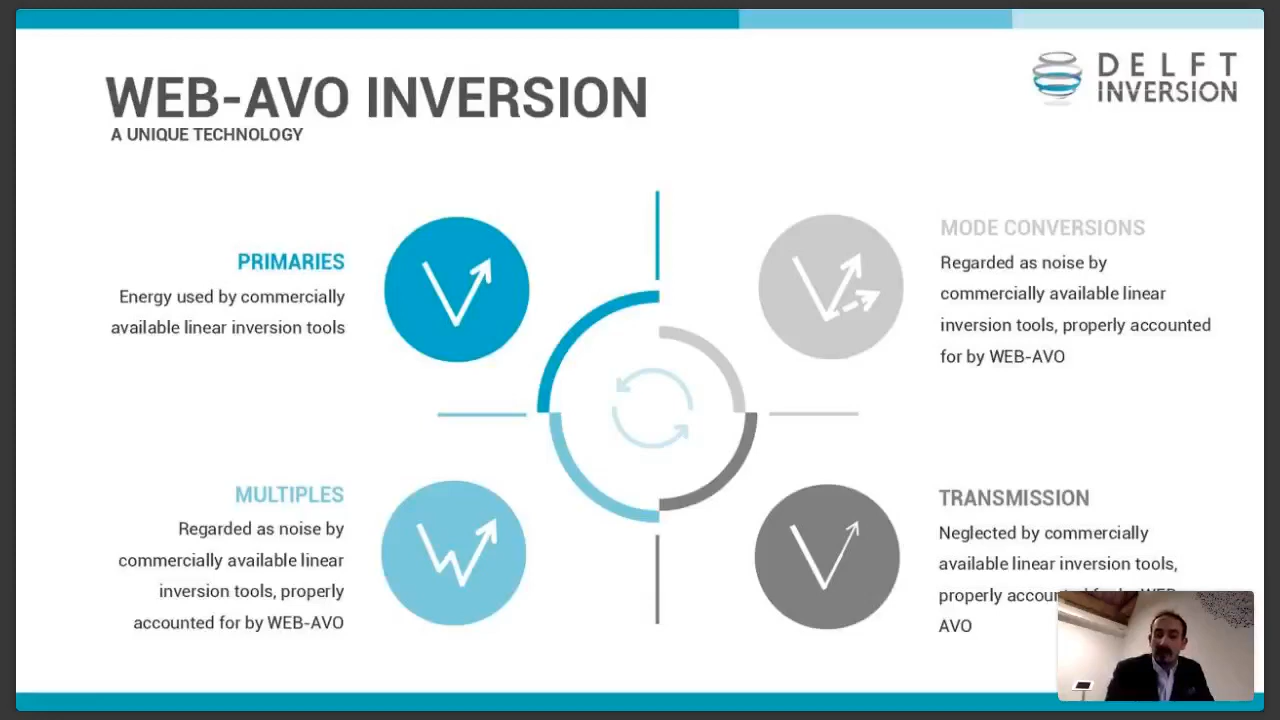 WEB-AVO INVERSION
A UNIQUE TECHNOLOGY
DELFT
INVERSION
PRIMARIES
Energy used by commercially
available linear inversion tools
MODE CONVERSIONS
Regarded as noise by
commercially available linear
inversion tools, properly accounted
for by WEB-AVO
MULTIPLES
Regarded as noise by
commercially available linear
inversion tools, properly
accounted for by WEB-AVO
TRANSMISSION
Neglected by commercially
available linear inversion tools,
properly
AVO